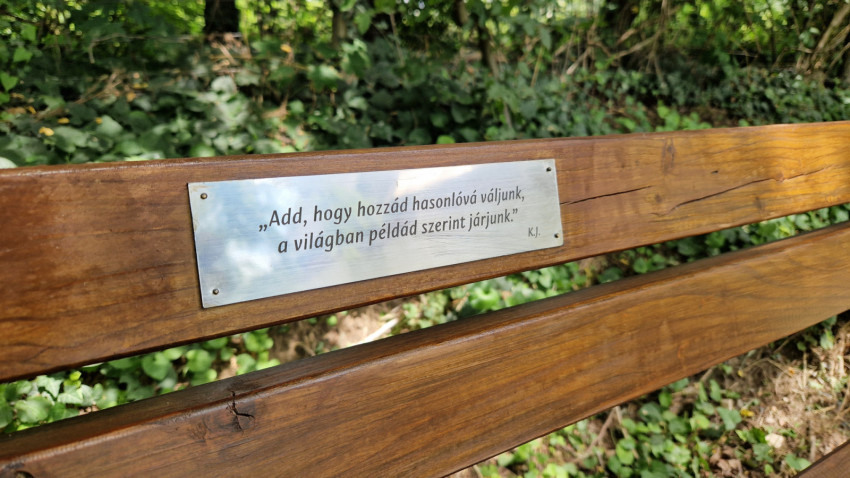 „Add, hogy hozzád hasonlóvá váljunk,
a világban példád szerint járjunk.”
K.J.